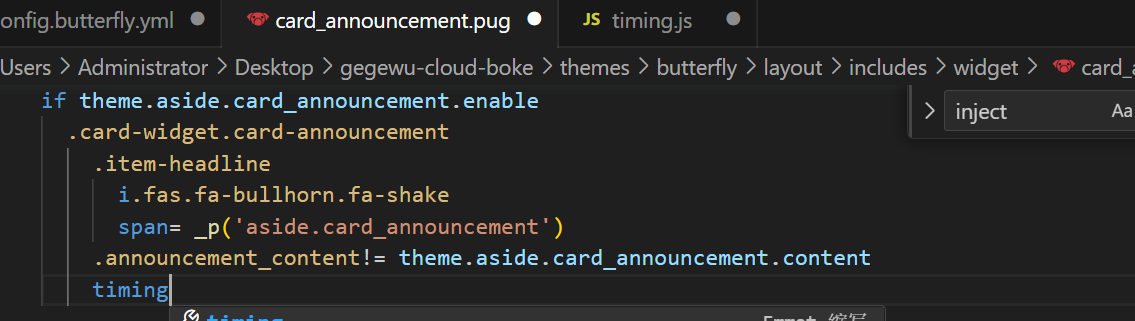 onfig.butterfly.yml ● card_announcement.pug ● JS timing.js ●
Users > Administrator > Desktop > gegewu-cloud-boke > themes > butterfly > layout > includes > widget > card_
inject Aa
if theme.aside.card_announcement.enable
.card-widget.card-announcement
.item-headline
i.fas.fa-bullhorn.fa-shake
span= _p('aside.card_announcement')
.announcement_content!= theme.aside.card_announcement.content
timing
timing Emmet 缩写